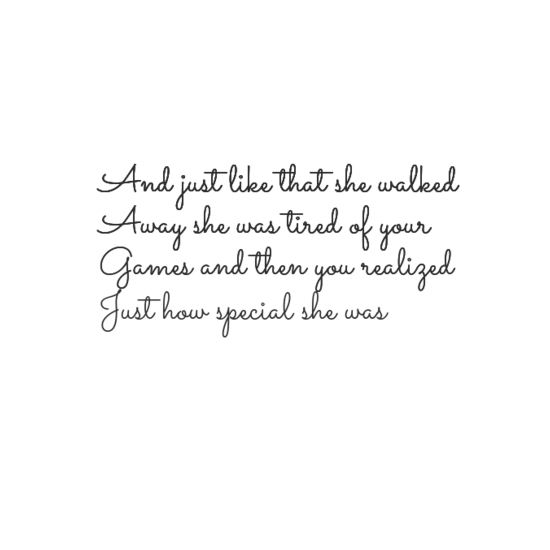 And just like that she walked
Away she was tired of your
Games and then you realized
Just how special she was